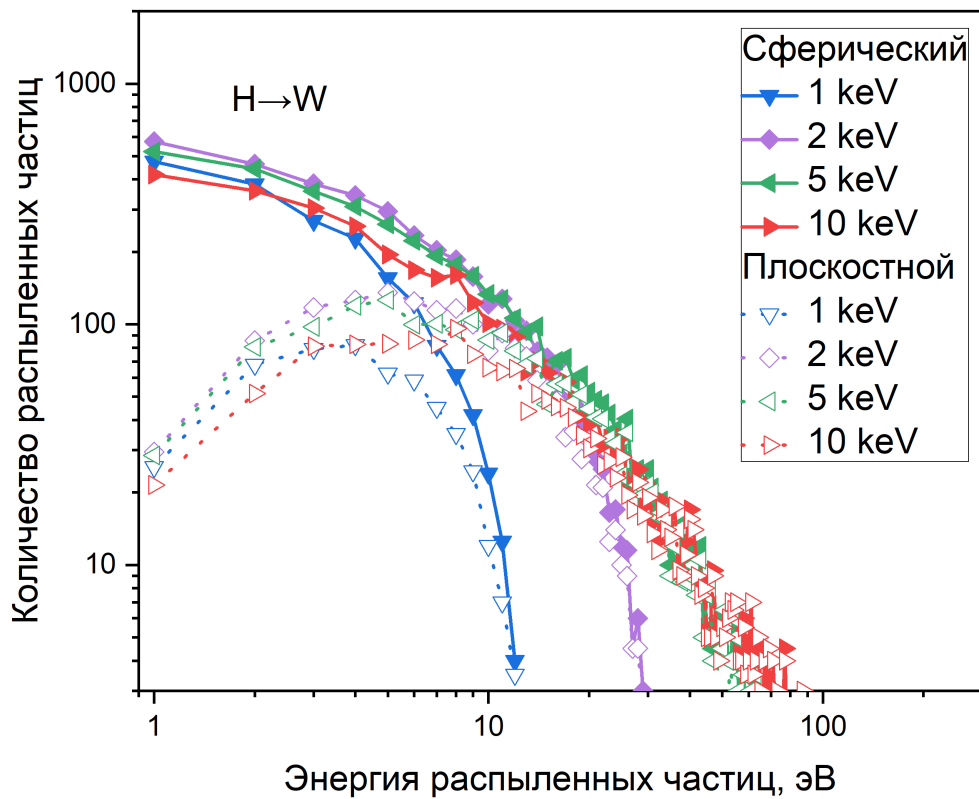 Количество распыленных частиц
1000
100
10
H→W
Сферический
1 keV
2 keV
5 keV
10 keV
Плоскостной
1 keV
2 keV
5 keV
10 keV
1
10
100
Энергия распыленных частиц, эВ